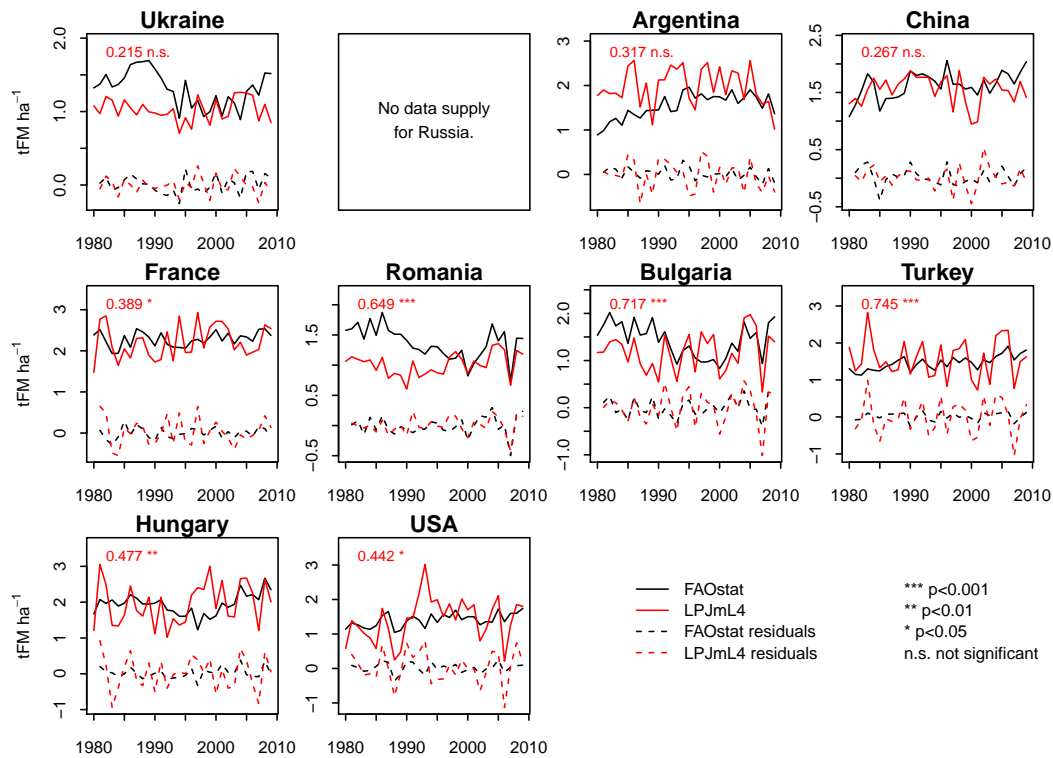 Ukraine
Argentina
China
0.215 n.s.
0.317 n.s.
0.267 n.s.
No data supply
for Russia.
tFM ha⁻¹
0.0 1.0 2.0
0 1 2 3
−0.5 0.5 1.5 2.5
1980 1990 2000 2010
1980 1990 2000 2010
1980 1990 2000 2010
France
Romania
Bulgaria
Turkey
0.389 *
0.649 ***
0.717 ***
0.745 ***
tFM ha⁻¹
0 1 2 3
−0.5 0.5 1.5
−1.0 0.0 1.0 2.0
−1 0 1 2 3
1980 1990 2000 2010
1980 1990 2000 2010
1980 1990 2000 2010
1980 1990 2000 2010
Hungary
USA
0.477 **
0.442 *
tFM ha⁻¹
−1 0 1 2 3
−1 0 1 2 3
1980 1990 2000 2010
1980 1990 2000 2010
FAOstat
LPJmL4
FAOstat residuals
LPJmL4 residuals
*** p<0.001
** p<0.01
* p<0.05
n.s. not significant